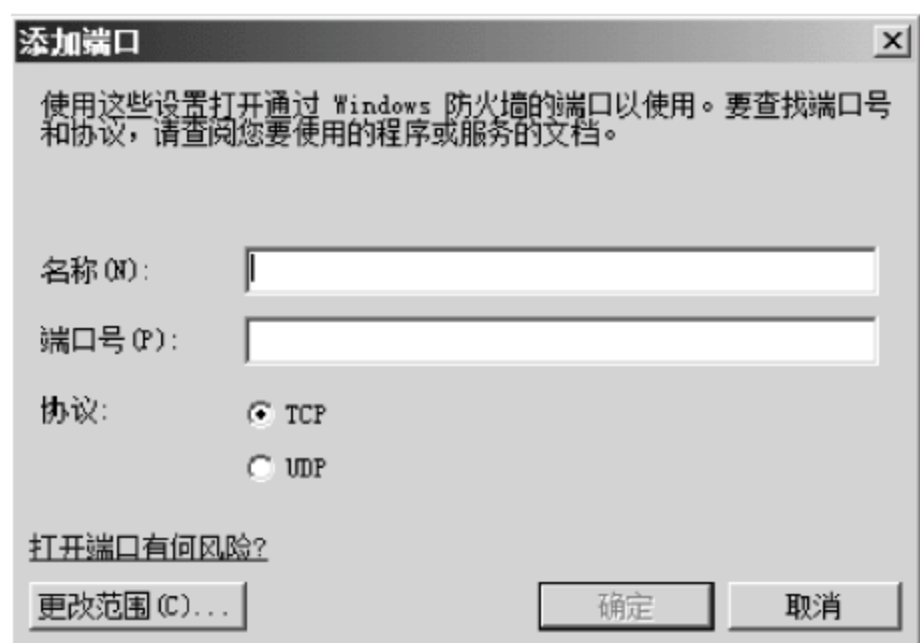 添加端口
使用这些设置打开通过 Windows 防火墙的端口以使用。要查找端口号
和协议，请查阅您要使用的程序或服务的文档。
名称(N):
端口号(P):
协议:
TCP
UDP
打开端口有何风险?
更改范围(C)... 确定 取消